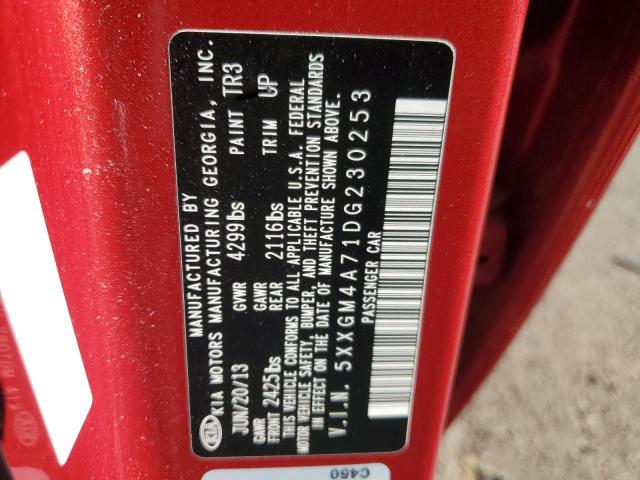 MANUFACTURED BY
KIA MOTORS MANUFACTURING GEORGIA, INC.
JUN/20/13 GVWR 4299lbs PAINT TR3
GAWR FRONT 2425lbs GAWR REAR 2116lbs TRIM UP
THIS VEHICLE CONFORMS TO ALL APPLICABLE U.S.A. FEDERAL
MOTOR VEHICLE SAFETY, BUMPER, AND THEFT PREVENTION STANDARDS
IN EFFECT ON THE DATE OF MANUFACTURE SHOWN ABOVE.
V.I.N. 5XXGM4A71DG230253
PASSENGER CAR
C450
KIA